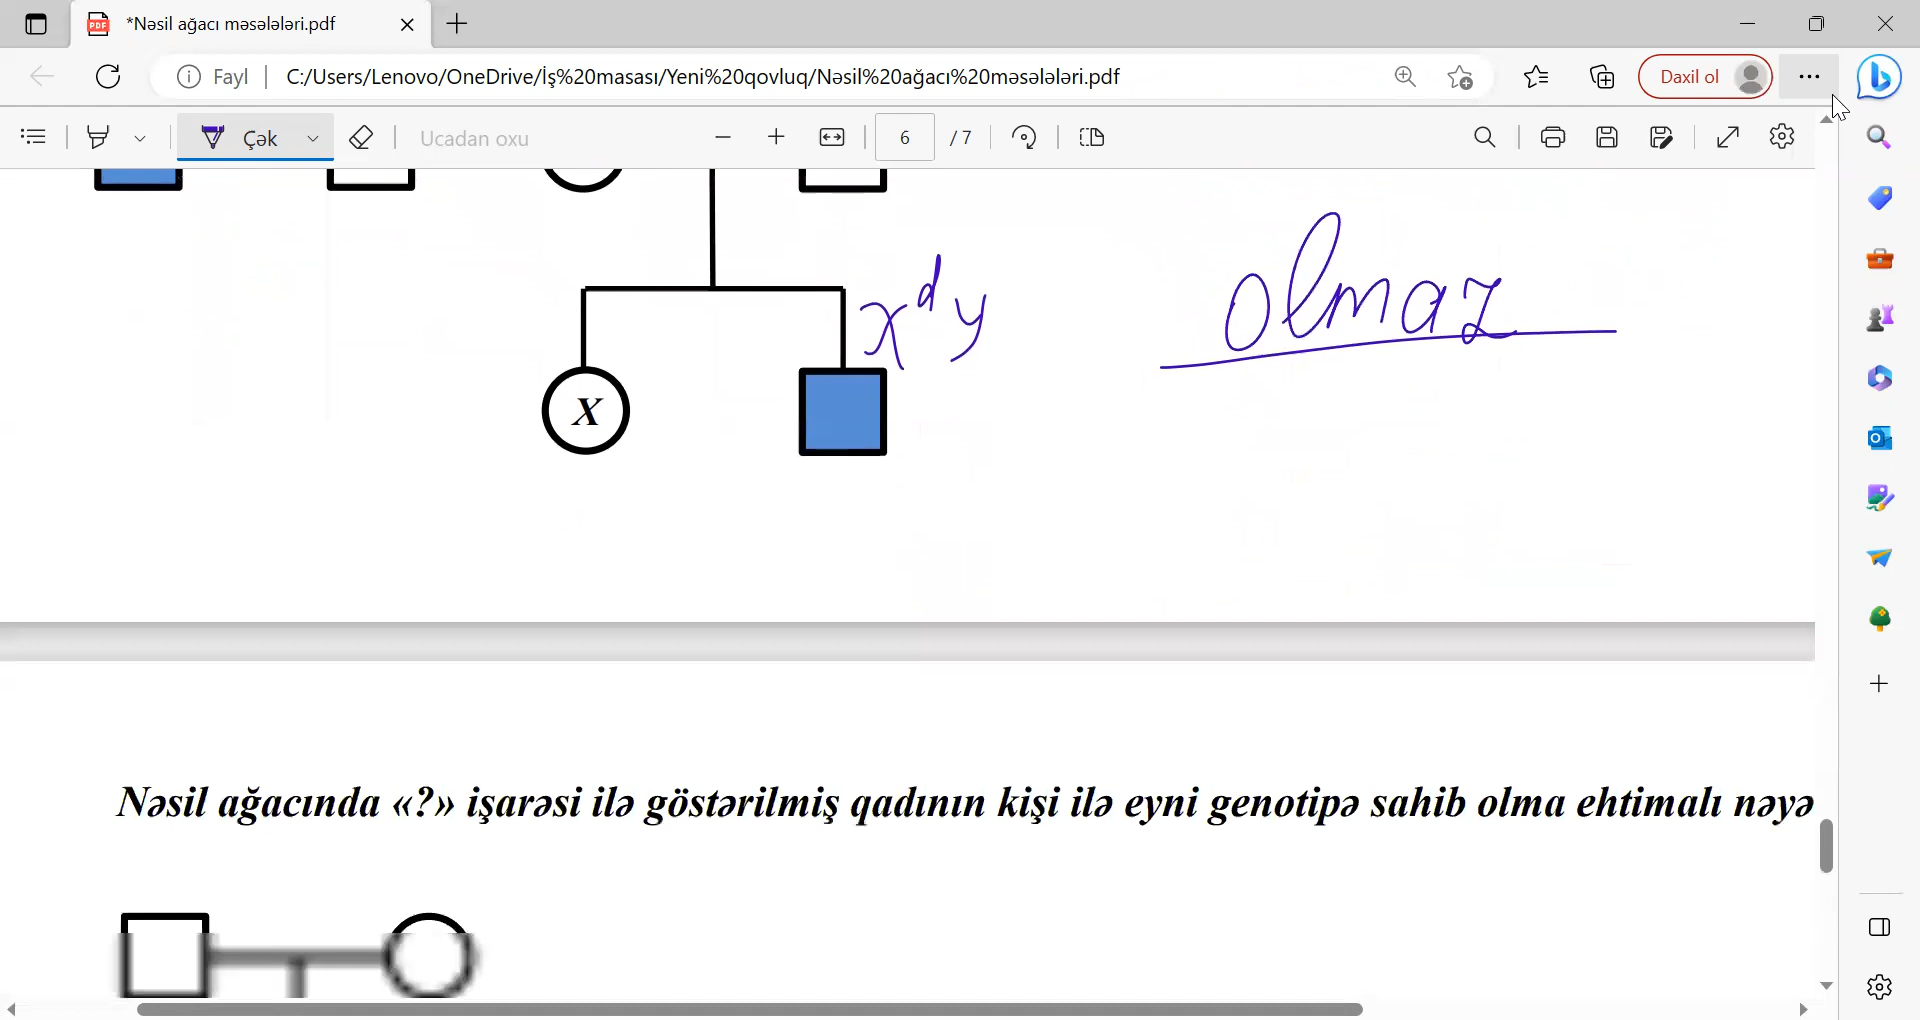 *Nəsil ağacı məsələləri.pdf
Fayl
C:/Users/Lenovo/OneDrive/İş%20masası/Yeni%20qovluq/Nəsil%20ağacı%20məsələləri.pdf
Daxil ol
Çək
Ucadan oxu
6 / 7
x^d y
olmaz
X
Nəsil ağacında «?» işarəsi ilə göstərilmiş qadının kişi ilə eyni genotipə sahib olma ehtimalı nəyə